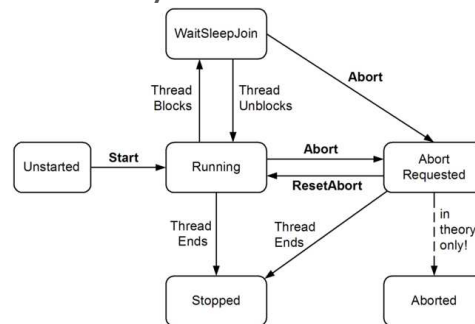 WaitSleepJoin
Thread
Blocks
Thread
Unblocks
Abort
Unstarted
Start
Running
Abort
ResetAbort
Abort
Requested
Thread
Ends
Thread
Ends
in
theory
only!
Stopped
Aborted